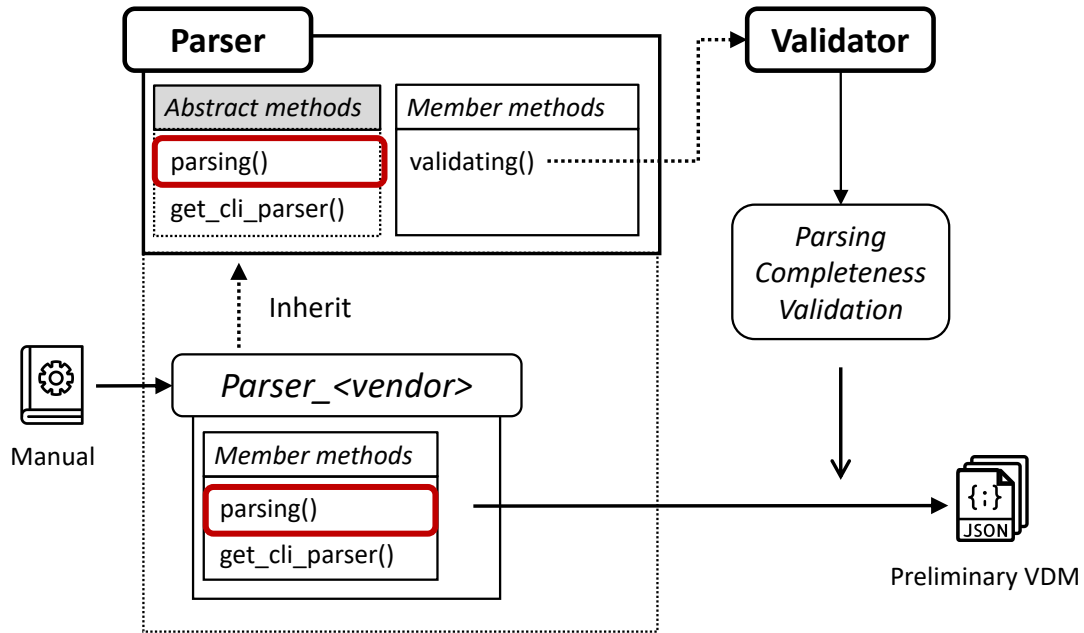 Parser
Validator
Abstract methods
Member methods
parsing()
validating()
get_cli_parser()
Parsing
Completeness
Validation
Inherit
Parser_<vendor>
Manual
Member methods
parsing()
get_cli_parser()
{;}
JSON
Preliminary VDM